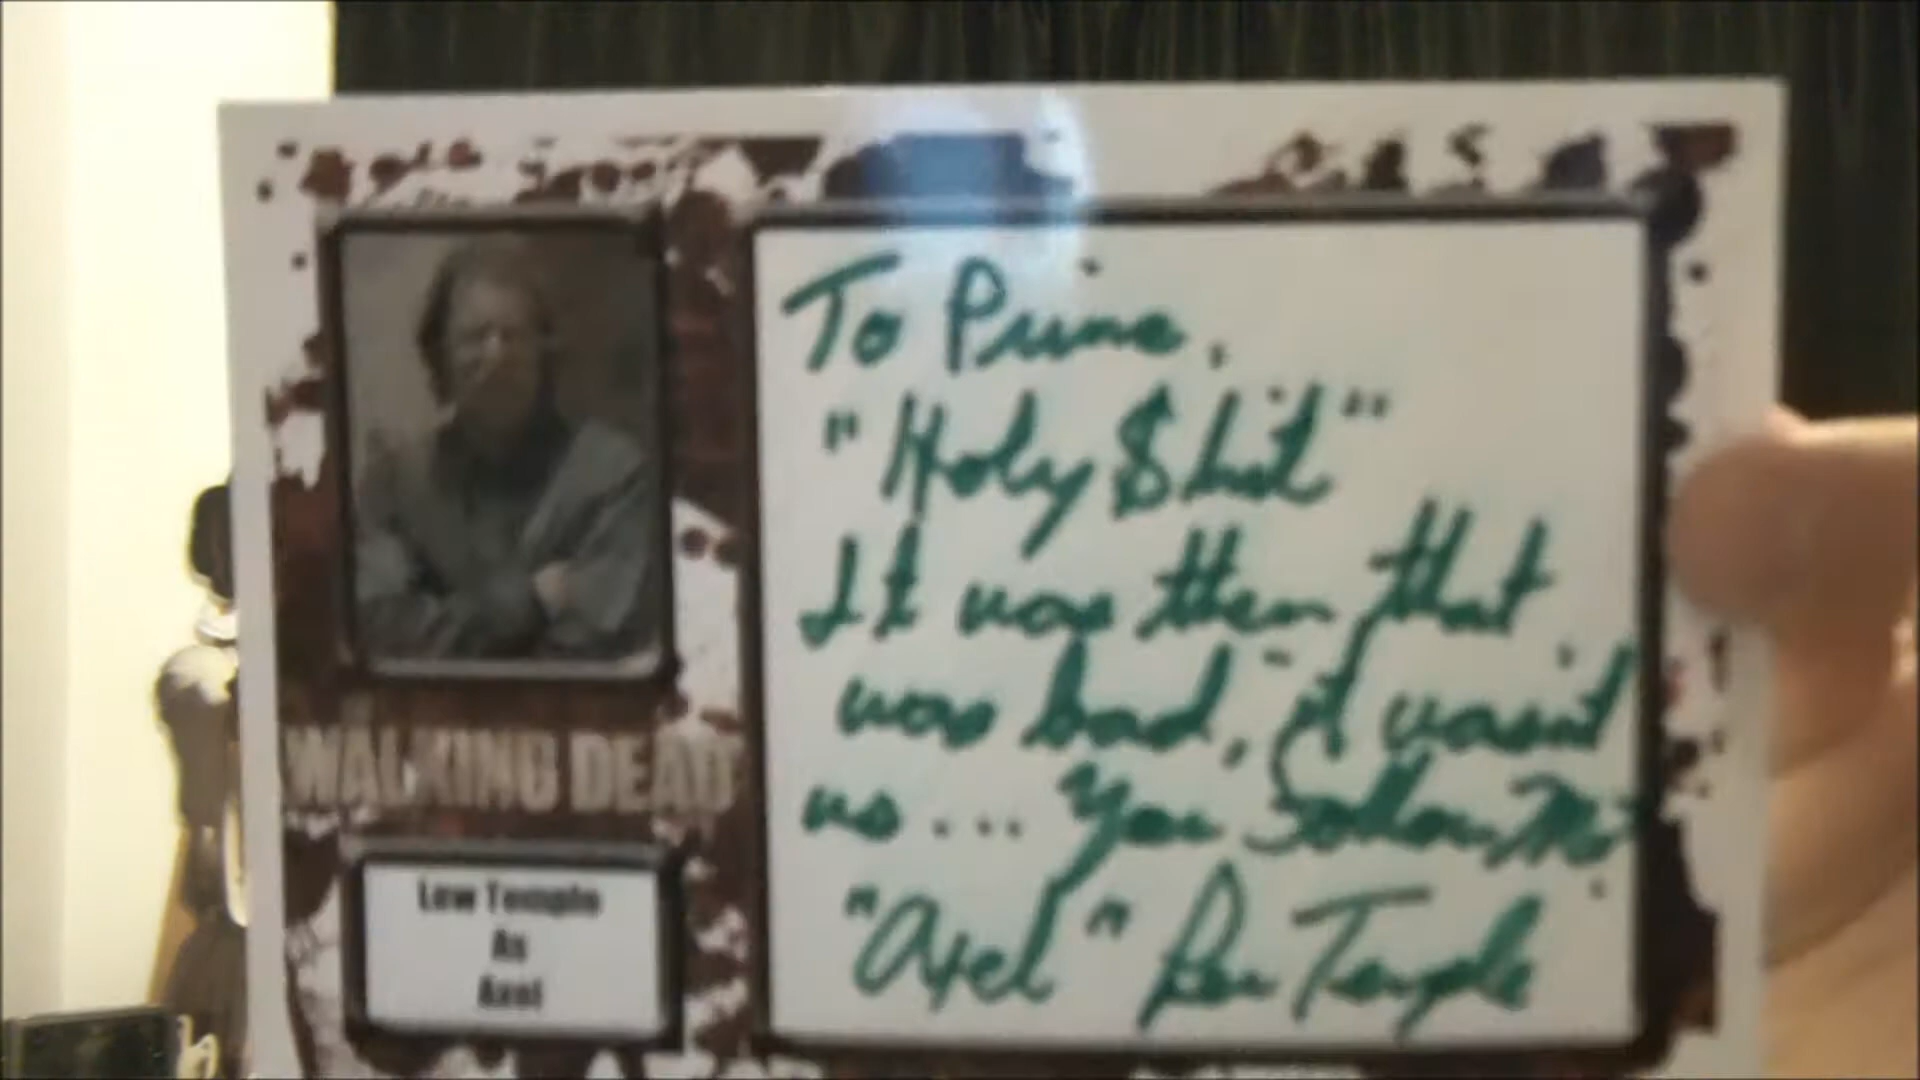 To Prime,
"Holy $hit"
It was them that
was bad, it wasn't
us... You Follow Me
"Axel" Lew Temple
WALKING DEAD
Lew Temple
As
Axel